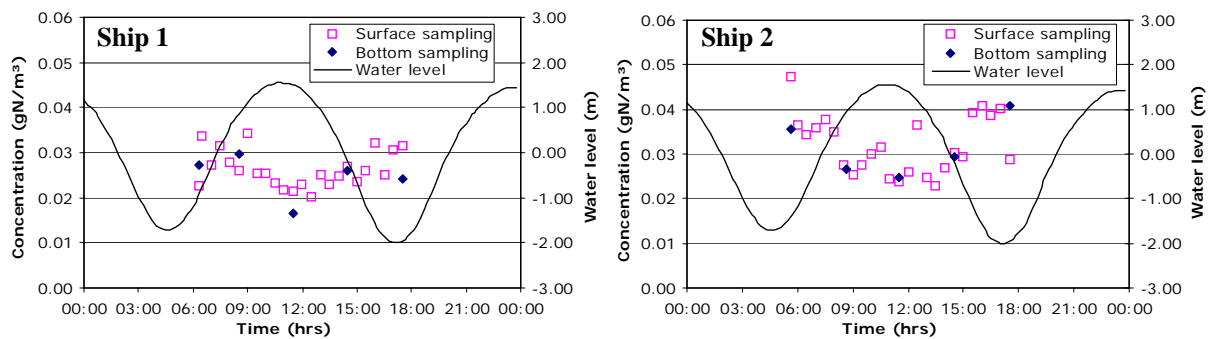 Ship 1
Surface sampling
Bottom sampling
Water level
Concentration (gN/m³)
0.06
0.05
0.04
0.03
0.02
0.01
0.00
Water level (m)
3.00
2.00
1.00
0.00
-1.00
-2.00
-3.00
00:00 03:00 06:00 09:00 12:00 15:00 18:00 21:00 00:00
Time (hrs)
Ship 2
Surface sampling
Bottom sampling
Water level
Concentration (gN/m³)
0.06
0.05
0.04
0.03
0.02
0.01
0.00
Water level (m)
3.00
2.00
1.00
0.00
-1.00
-2.00
-3.00
00:00 03:00 06:00 09:00 12:00 15:00 18:00 21:00 00:00
Time (hrs)